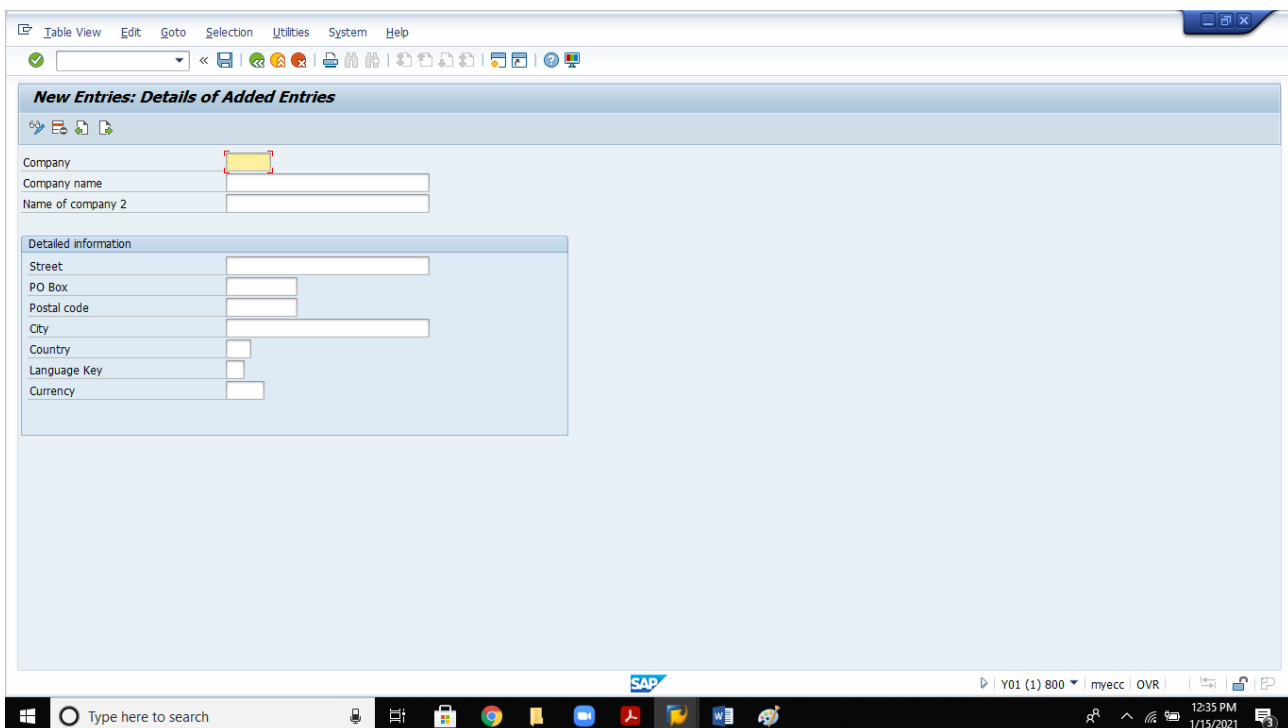 Table View Edit Goto Selection Utilities System Help
New Entries: Details of Added Entries
Company
Company name
Name of company 2
Detailed information
Street
PO Box
Postal code
City
Country
Language Key
Currency
SAP
Y01 (1) 800 myecc OVR
Type here to search
12:35 PM
1/15/2021